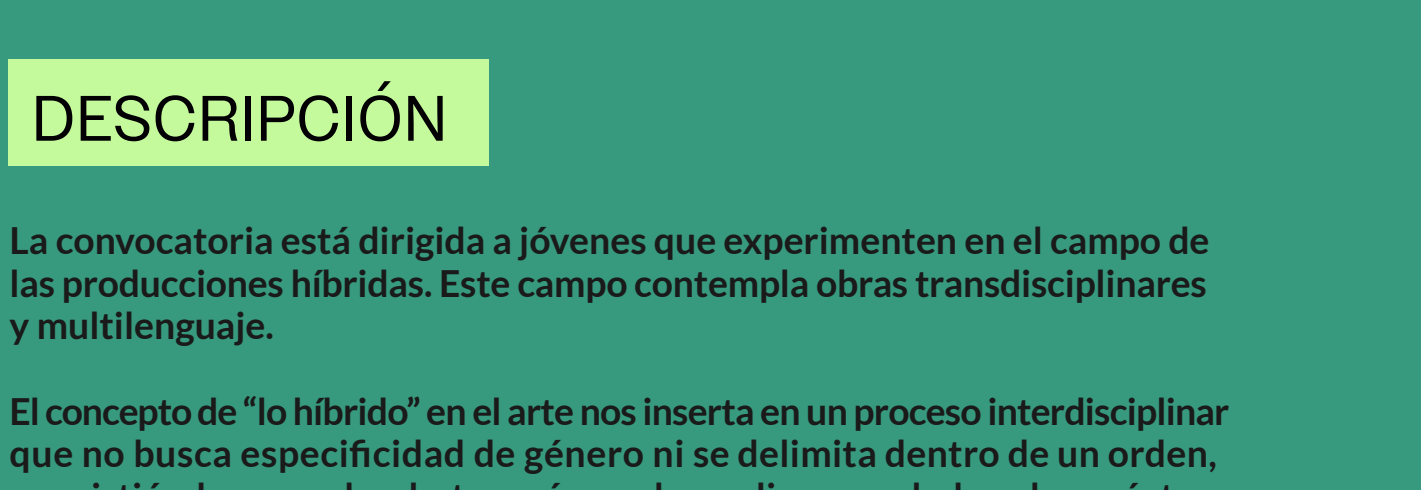 DESCRIPCIÓN
La convocatoria está dirigida a jóvenes que experimenten en el campo de
las producciones híbridas. Este campo contempla obras transdisciplinares
y multilenguaje.
El concepto de “lo híbrido” en el arte nos inserta en un proceso interdisciplinar
que no busca especificidad de género ni se delimita dentro de un orden,